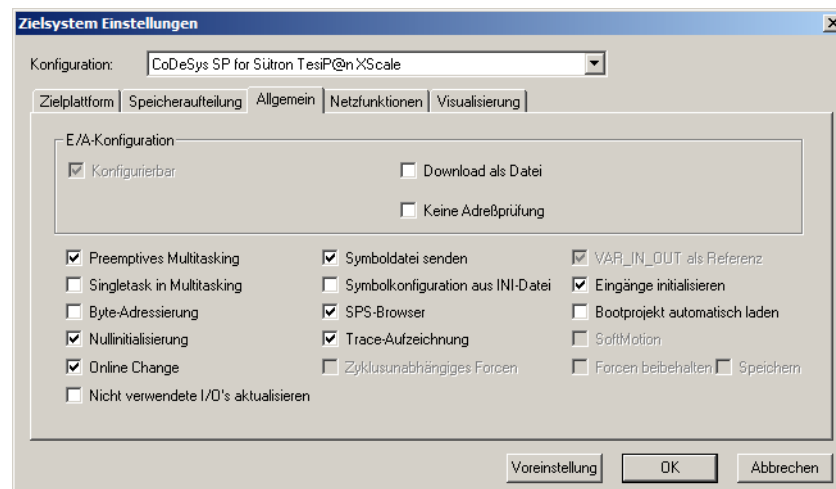 Zielsystem Einstellungen
Konfiguration: CoDeSys SP for Sütron TesiP@n XScale
Zielplattform Speicheraufteilung Allgemein Netzfunktionen Visualisierung
E/A-Konfiguration
Konfigurierbar Download als Datei
Keine Adreßprüfung
Preemptives Multitasking Symboldatei senden VAR_IN_OUT als Referenz
Singletask in Multitasking Symbolkonfiguration aus INI-Datei Eingänge initialisieren
Byte-Adressierung SPS-Browser Bootprojekt automatisch laden
Nullinitialisierung Trace-Aufzeichnung SoftMotion
Online Change Zyklusunabhängiges Forcen Forcen beibehalten Speichern
Nicht verwendete I/O's aktualisieren
Voreinstellung OK Abbrechen